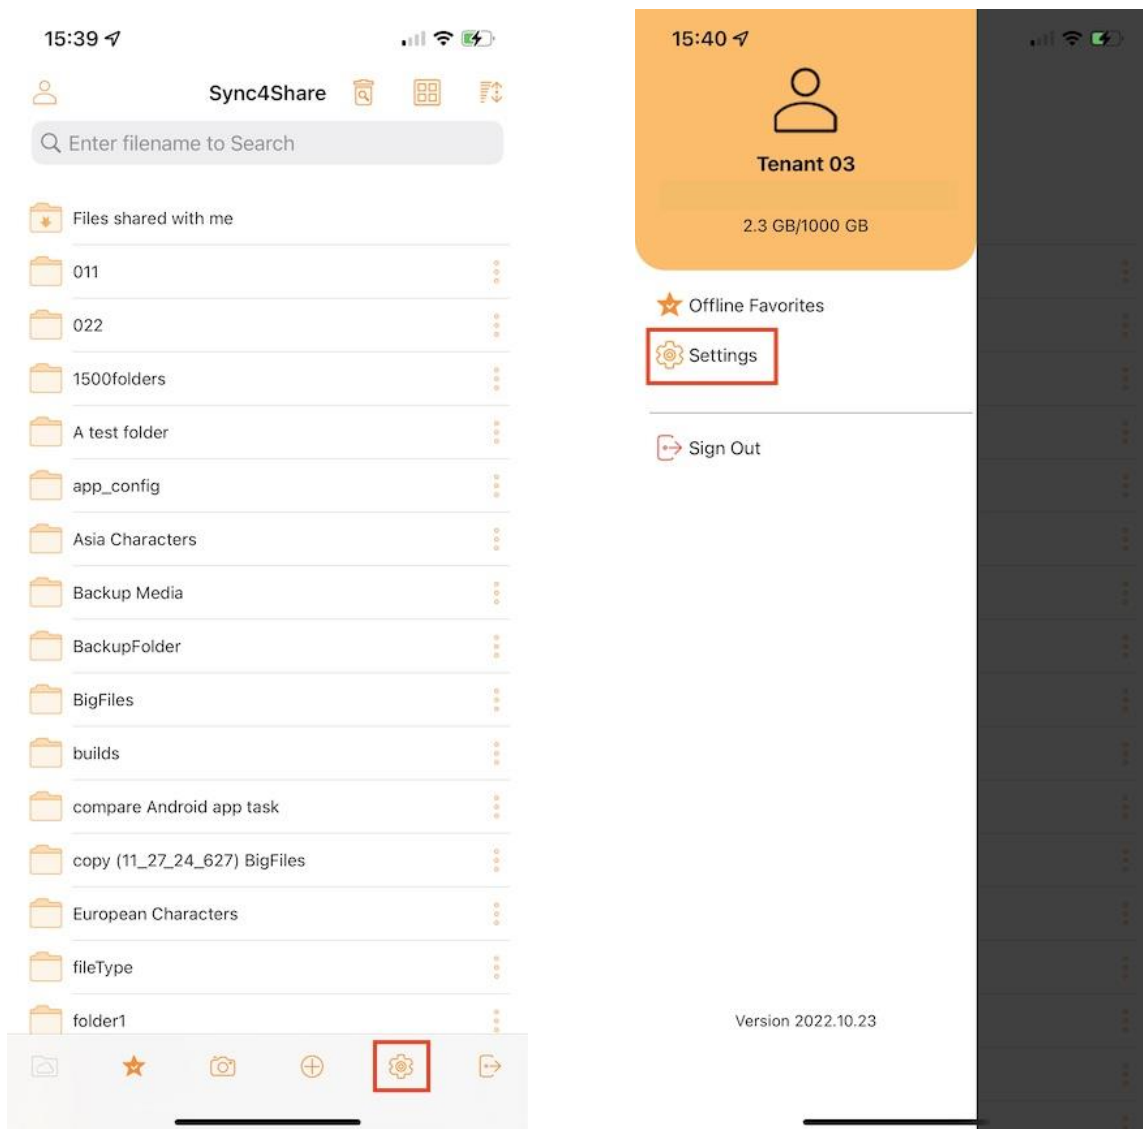 15:39
Sync4Share
Enter filename to Search
Files shared with me
011
022
1500folders
A test folder
app_config
Asia Characters
Backup Media
BackupFolder
BigFiles
builds
compare Android app task
copy (11_27_24_627) BigFiles
European Characters
fileType
folder1
15:40
Tenant 03
2.3 GB/1000 GB
Offline Favorites
Settings
Sign Out
Version 2022.10.23